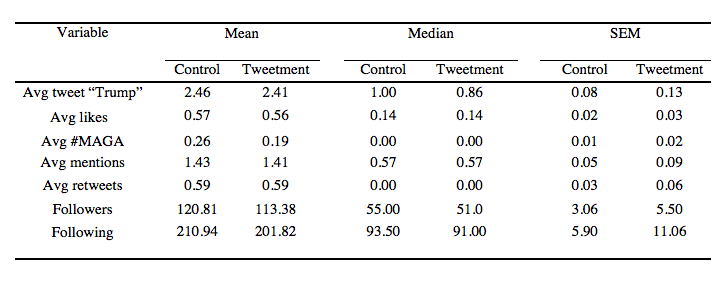 Variable Mean Median SEM
Control Tweetment Control Tweetment Control Tweetment
Avg tweet “Trump” 2.46 2.41 1.00 0.86 0.08 0.13
Avg likes 0.57 0.56 0.14 0.14 0.02 0.03
Avg #MAGA 0.26 0.19 0.00 0.00 0.01 0.02
Avg mentions 1.43 1.41 0.57 0.57 0.05 0.09
Avg retweets 0.59 0.59 0.00 0.00 0.03 0.06
Followers 120.81 113.38 55.00 51.0 3.06 5.50
Following 210.94 201.82 93.50 91.00 5.90 11.06